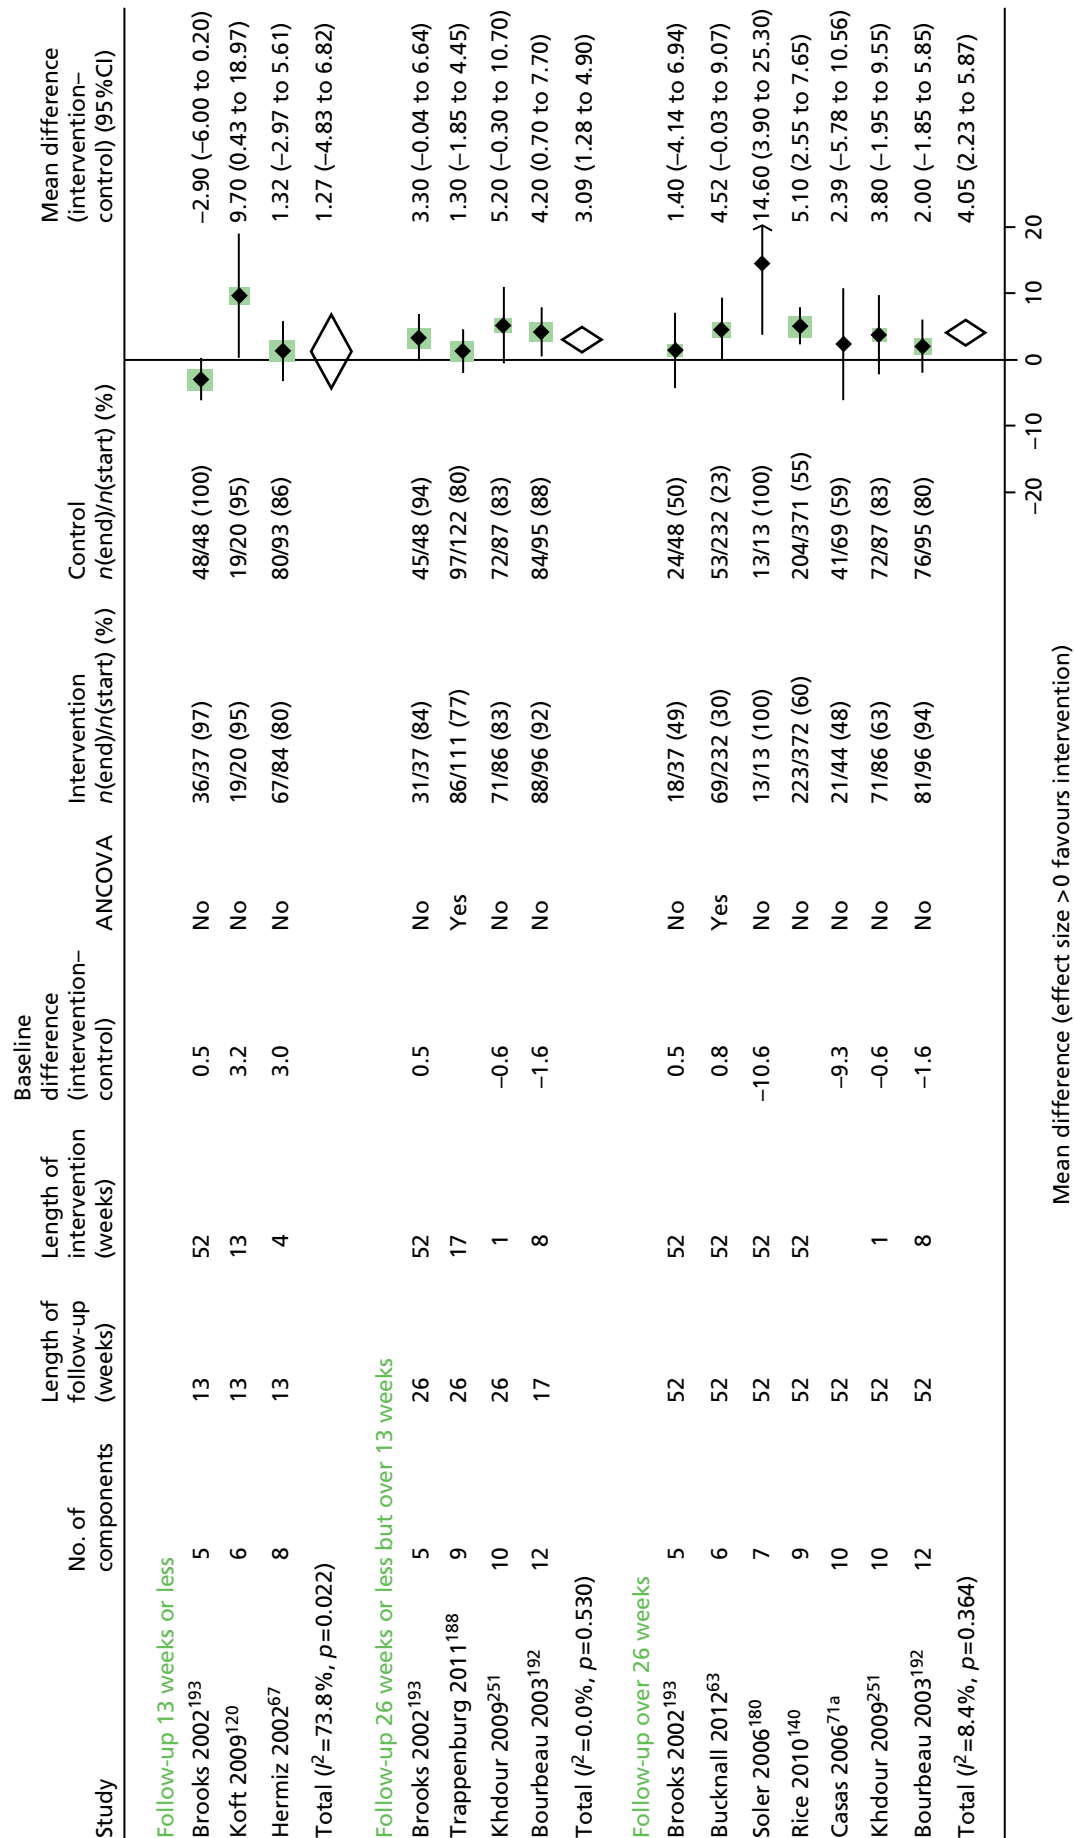 Study No. of components Length of follow-up (weeks) Length of intervention (weeks) Baseline difference (intervention–control) ANCOVA Intervention n(end)/n(start) (%) Control n(end)/n(start) (%) Mean difference (intervention–control) (95%CI)
Follow-up 13 weeks or less
Brooks 2002¹⁹³ 5 13 52 0.5 No 36/37 (97) 48/48 (100) −2.90 (−6.00 to 0.20)
Koft 2009¹²⁰ 6 13 13 3.2 No 19/20 (95) 19/20 (95) 9.70 (0.43 to 18.97)
Hermiz 2002⁶⁷ 8 13 4 3.0 No 67/84 (80) 80/93 (86) 1.32 (−2.97 to 5.61)
Total (I²=73.8%, p=0.022) 1.27 (−4.83 to 6.82)
Follow-up 26 weeks or less but over 13 weeks
Brooks 2002¹⁹³ 5 26 52 0.5 No 31/37 (84) 45/48 (94) 3.30 (−0.04 to 6.64)
Trappenburg 2011¹⁸⁸ 9 26 17 Yes 86/111 (77) 97/122 (80) 1.30 (−1.85 to 4.45)
Khdour 2009²⁵¹ 10 26 1 −0.6 No 71/86 (83) 72/87 (83) 5.20 (−0.30 to 10.70)
Bourbeau 2003¹⁹² 12 17 8 −1.6 No 88/96 (92) 84/95 (88) 4.20 (0.70 to 7.70)
Total (I²=0.0%, p=0.530) 3.09 (1.28 to 4.90)
Follow-up over 26 weeks
Brooks 2002¹⁹³ 5 52 52 0.5 No 18/37 (49) 24/48 (50) 1.40 (−4.14 to 6.94)
Bucknall 2012⁶³ 6 52 52 0.8 Yes 69/232 (30) 53/232 (23) 4.52 (−0.03 to 9.07)
Soler 2006¹⁸⁰ 7 52 52 −10.6 No 13/13 (100) 13/13 (100) 14.60 (3.90 to 25.30)
Rice 2010¹⁴⁰ 9 52 52 No 223/372 (60) 204/371 (55) 5.10 (2.55 to 7.65)
Casas 2006⁷¹ᵃ 10 52 −9.3 No 21/44 (48) 41/69 (59) 2.39 (−5.78 to 10.56)
Khdour 2009²⁵¹ 10 52 1 −0.6 No 71/86 (63) 72/87 (83) 3.80 (−1.95 to 9.55)
Bourbeau 2003¹⁹² 12 52 8 −1.6 No 81/96 (94) 76/95 (80) 2.00 (−1.85 to 5.85)
Total (I²=8.4%, p=0.364) 4.05 (2.23 to 5.87)
−20 −10 0 10 20
Mean difference (effect size >0 favours intervention)